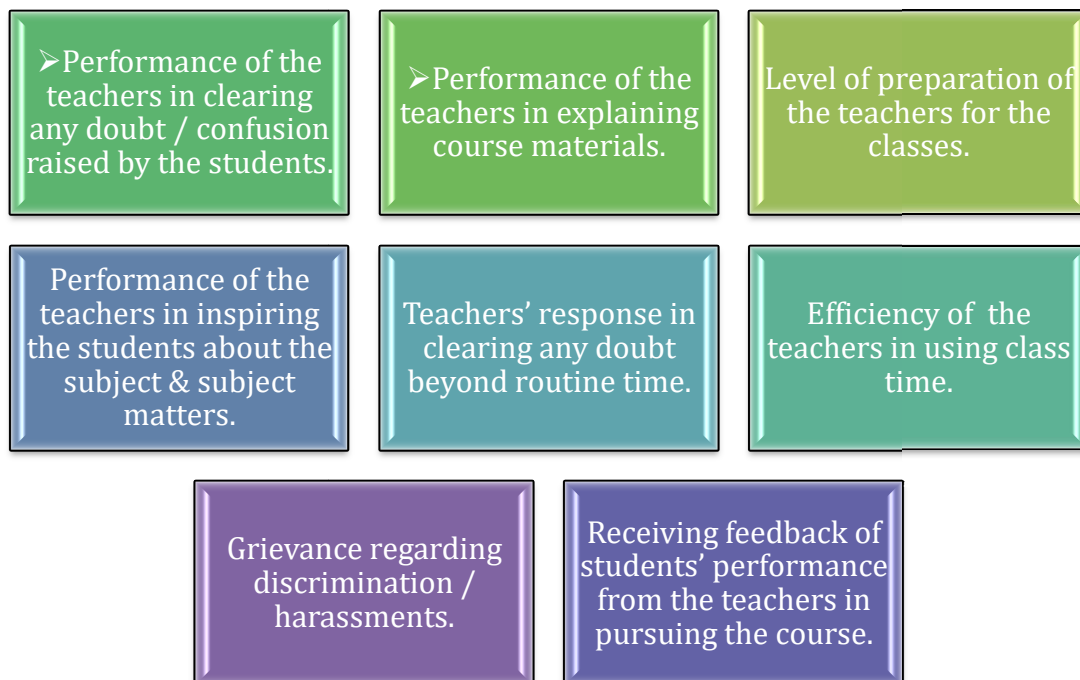 ➢Performance of the
teachers in clearing
any doubt / confusion
raised by the students.
➢Performance of the
teachers in explaining
course materials.
Level of preparation of
the teachers for the
classes.
Performance of the
teachers in inspiring
the students about the
subject & subject
matters.
Teachers’ response in
clearing any doubt
beyond routine time.
Efficiency of  the
teachers in using class
time.
Grievance regarding
discrimination /
harassments.
Receiving feedback of
students’ performance
from the teachers in
pursuing the course.